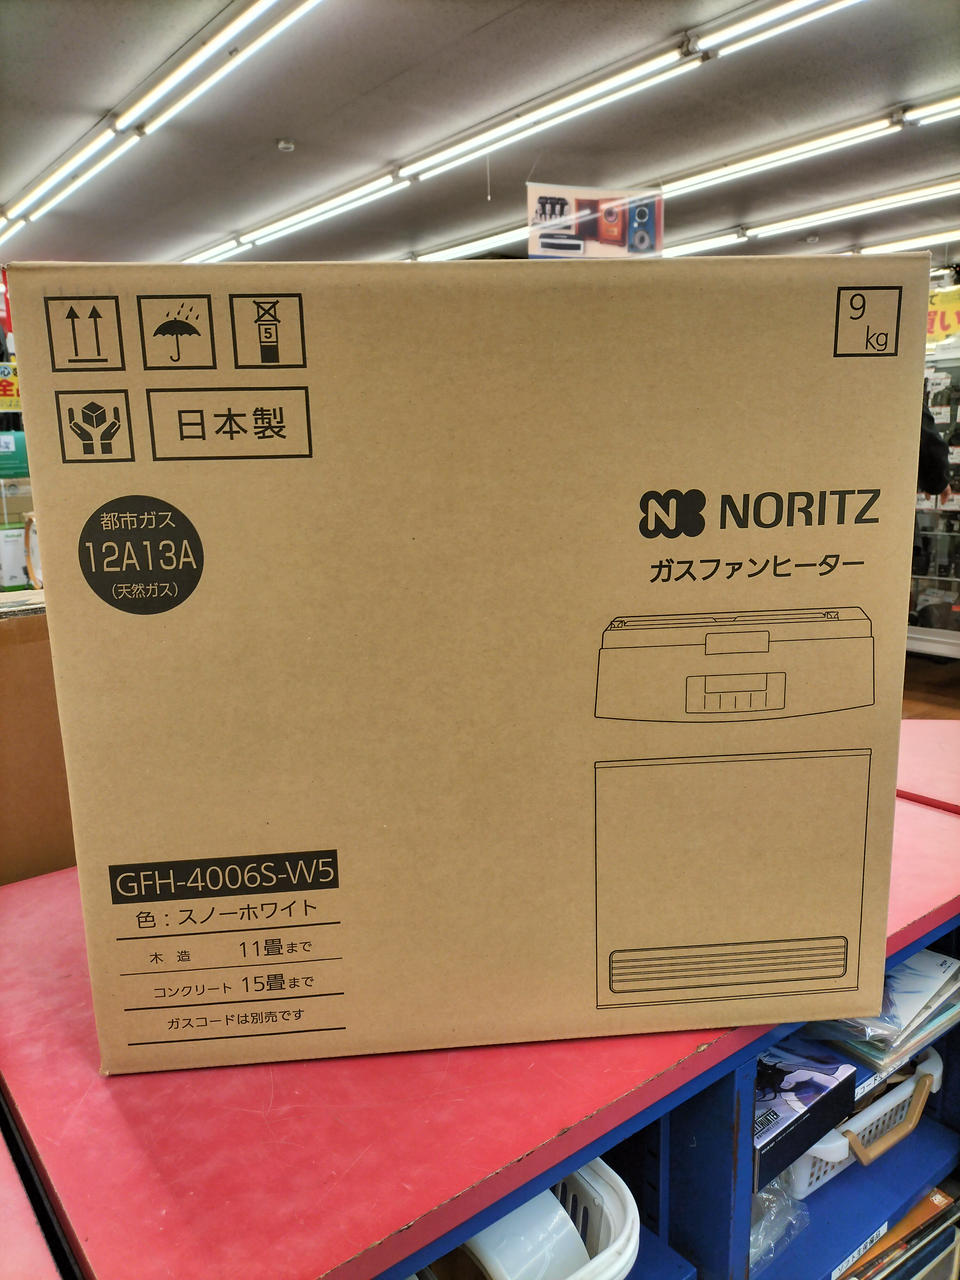 5
9
kg
日本製
都市ガス
12A13A
(天然ガス)
NORITZ
ガスファンヒーター
GFH-4006S-W5
色：スノーホワイト
木 造 11畳まで
コンクリート 15畳まで
ガスコードは別売です
買い